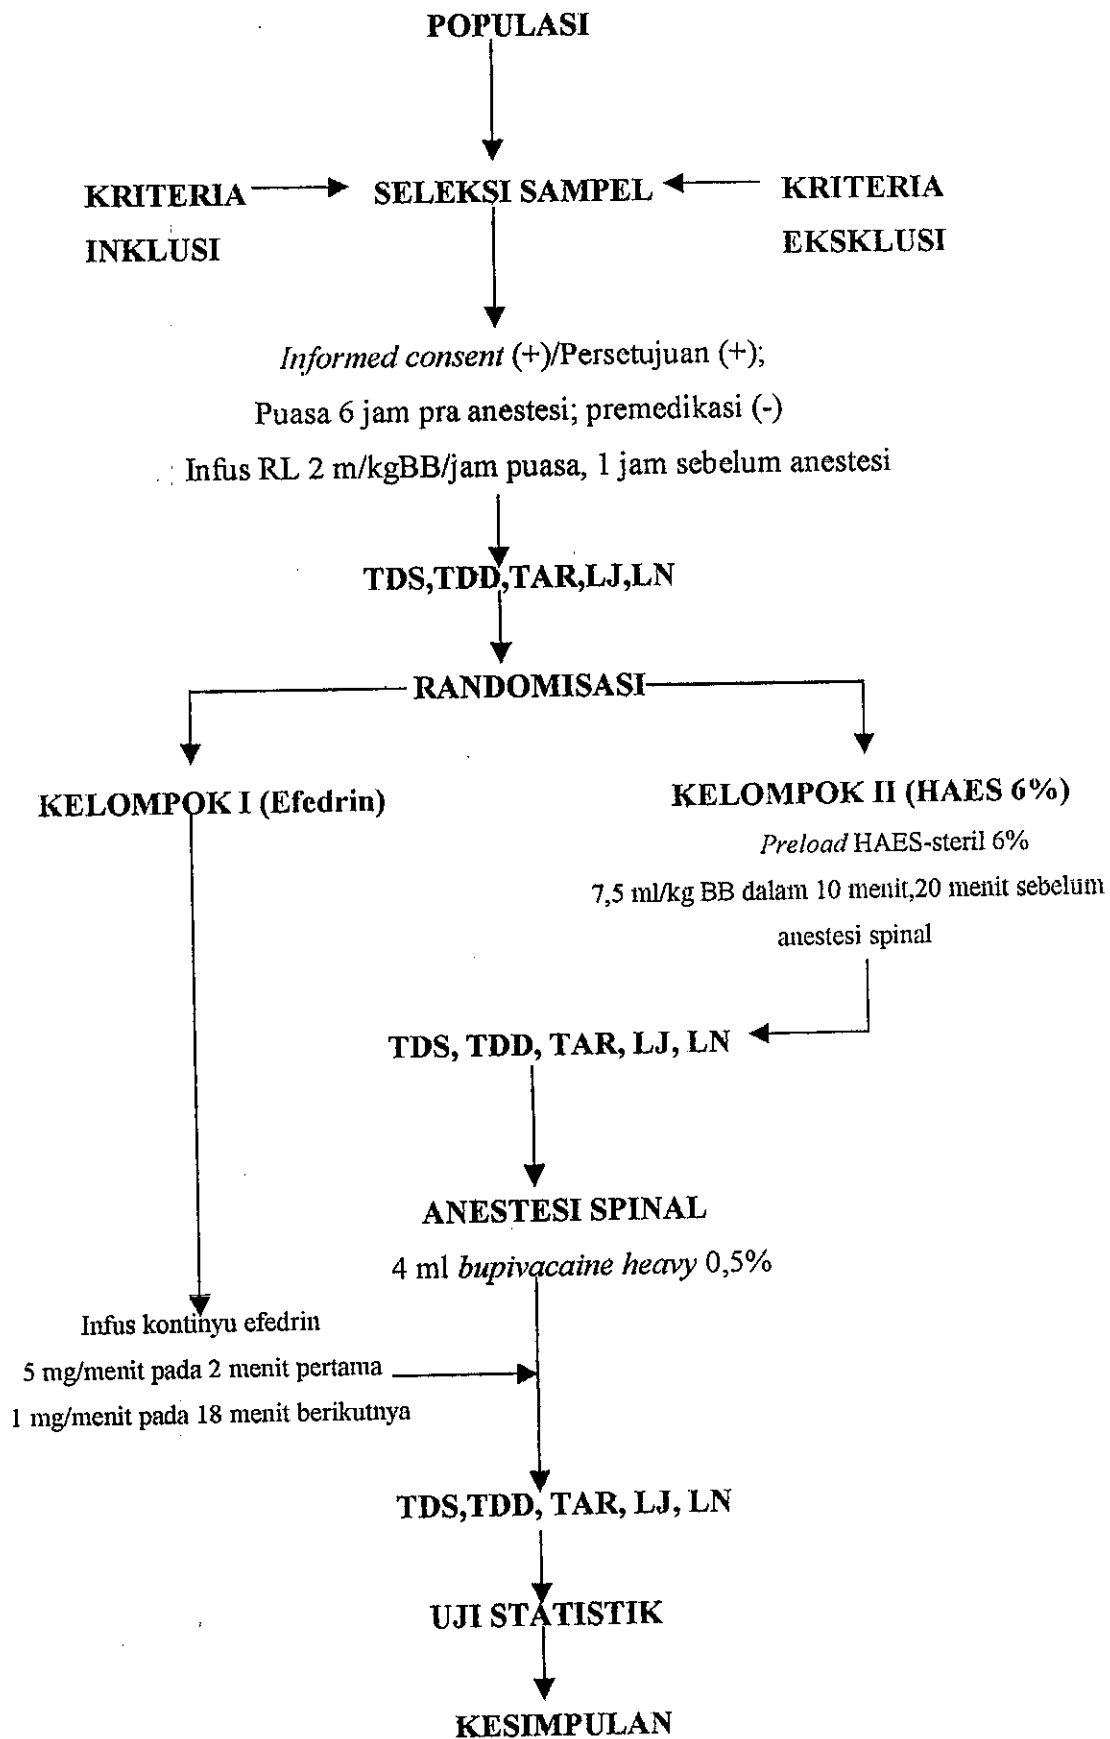 POPULASI
KRITERIA
INKLUSI
SELEKSI SAMPEL
KRITERIA
EKSKLUSI
Informed consent (+)/Persetujuan (+);
Puasa 6 jam pra anestesi; premedikasi (-)
Infus RL 2 m/kgBB/jam puasa, 1 jam sebelum anestesi
TDS,TDD,TAR,LJ,LN
RANDOMISASI
KELOMPOK I (Efedrin)
KELOMPOK II (HAES 6%)
Preload HAES-steril 6%
7,5 ml/kg BB dalam 10 menit,20 menit sebelum
anestesi spinal
TDS, TDD, TAR, LJ, LN
ANESTESI SPINAL
4 ml bupivacaine heavy 0,5%
Infus kontinyu efedrin
5 mg/menit pada 2 menit pertama
1 mg/menit pada 18 menit berikutnya
TDS,TDD, TAR, LJ, LN
UJI STATISTIK
KESIMPULAN